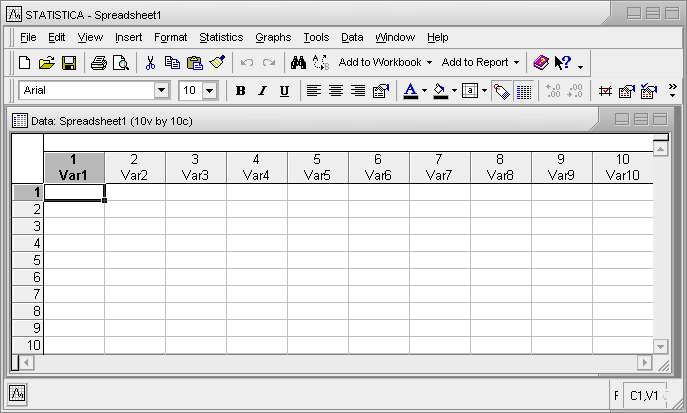 STATISTICA - Spreadsheet1
File Edit View Insert Format Statistics Graphs Tools Data Window Help
Add to Workbook Add to Report
Arial 10 B I U A a
Data: Spreadsheet1 (10v by 10c)
1 2 3 4 5 6 7 8 9 10
Var1 Var2 Var3 Var4 Var5 Var6 Var7 Var8 Var9 Var10
1
2
3
4
5
6
7
8
9
10
C1,V1